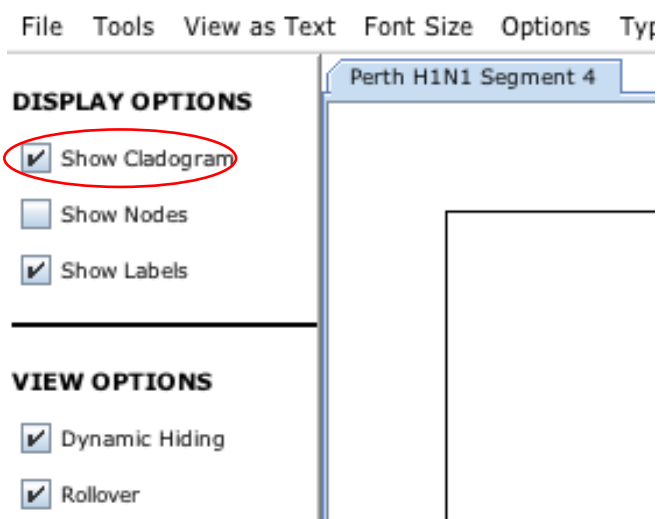 File Tools View as Text Font Size Options
Perth H1N1 Segment 4
DISPLAY OPTIONS
Show Cladogram
Show Nodes
Show Labels
VIEW OPTIONS
Dynamic Hiding
Rollover